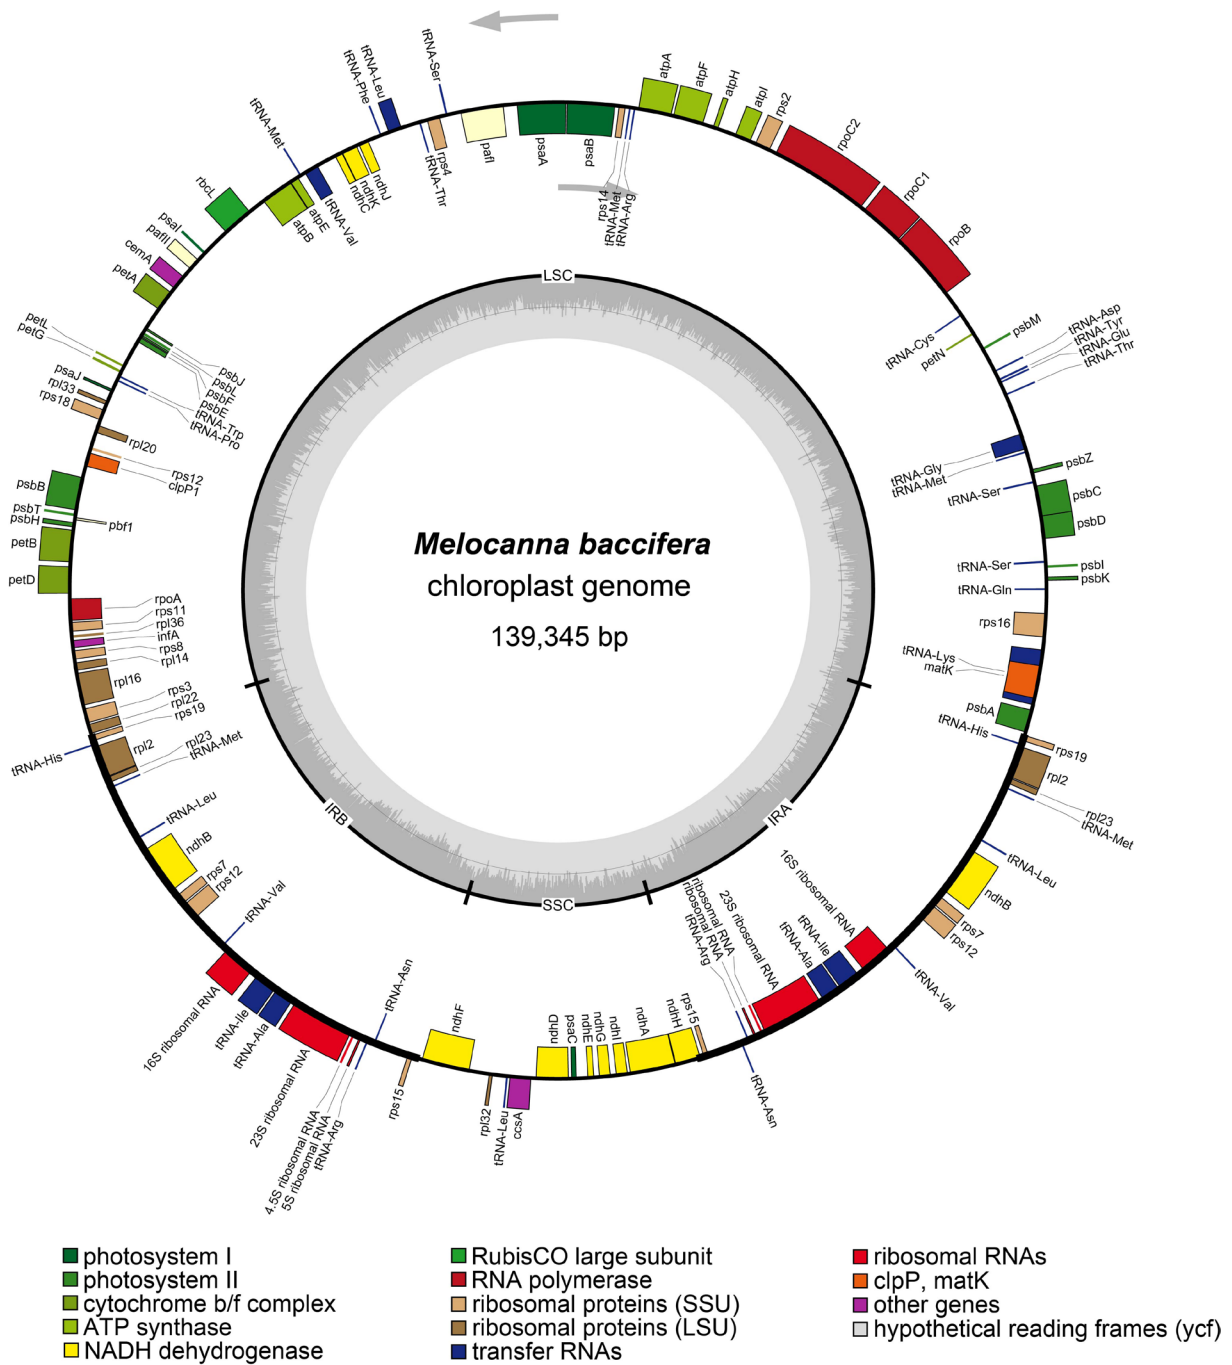 tRNA-Ser
tRNA-Leu
tRNA-Phe
tRNA-Met
rbcL
psaI
pafII
cemA
petA
petL
petG
psaJ
rpl33
rps18
psbB
psbT
psbH
petB
petD
atpA
atpF
atpH
atpI
rps2
rpoC2
rpoC1
rpoB
psbM
tRNA-Asp
tRNA-Tyr
tRNA-Glu
tRNA-Thr
psbZ
psbC
psbD
psbI
psbK
pafI
psaA
psaB
rps14
tRNA-Met
tRNA-Arg
rps4
tRNA-Thr
ndhJ
ndhK
ndhC
tRNA-Val
atpE
atpB
psbJ
psbL
psbF
psbE
tRNA-Trp
tRNA-Pro
rpl20
rps12
clpP1
pbf1
rpoA
rps11
rpl36
infA
rps8
rpl14
rpl16
rps3
rpl22
rps19
tRNA-His
rpl2
rpl23
tRNA-Met
tRNA-Leu
ndhB
rps7
rps12
tRNA-Val
tRNA-Cys
petN
tRNA-Gly
tRNA-Met
tRNA-Ser
tRNA-Ser
tRNA-Gln
rps16
tRNA-Lys
matK
psbA
tRNA-His
rps19
rpl2
rpl23
tRNA-Met
tRNA-Leu
ndhB
rps7
rps12
tRNA-Val
LSC
Melocanna baccifera
chloroplast genome
139,345 bp
IRB
IRA
SSC
16S ribosomal RNA
tRNA-Ile
tRNA-Ala
23S ribosomal RNA
ribosomal RNA
ribosomal RNA
tRNA-Arg
tRNA-Asn
rps15
ndhH
ndhA
ndhI
ndhG
ndhE
psaC
ndhD
ndhF
tRNA-Asn
16S ribosomal RNA
tRNA-Ile
tRNA-Ala
23S ribosomal RNA
4.5S ribosomal RNA
5S ribosomal RNA
tRNA-Arg
rps15
rpl32
tRNA-Leu
ccsA
photosystem I
photosystem II
cytochrome b/f complex
ATP synthase
NADH dehydrogenase
RubisCO large subunit
RNA polymerase
ribosomal proteins (SSU)
ribosomal proteins (LSU)
transfer RNAs
ribosomal RNAs
clpP, matK
other genes
hypothetical reading frames (ycf)